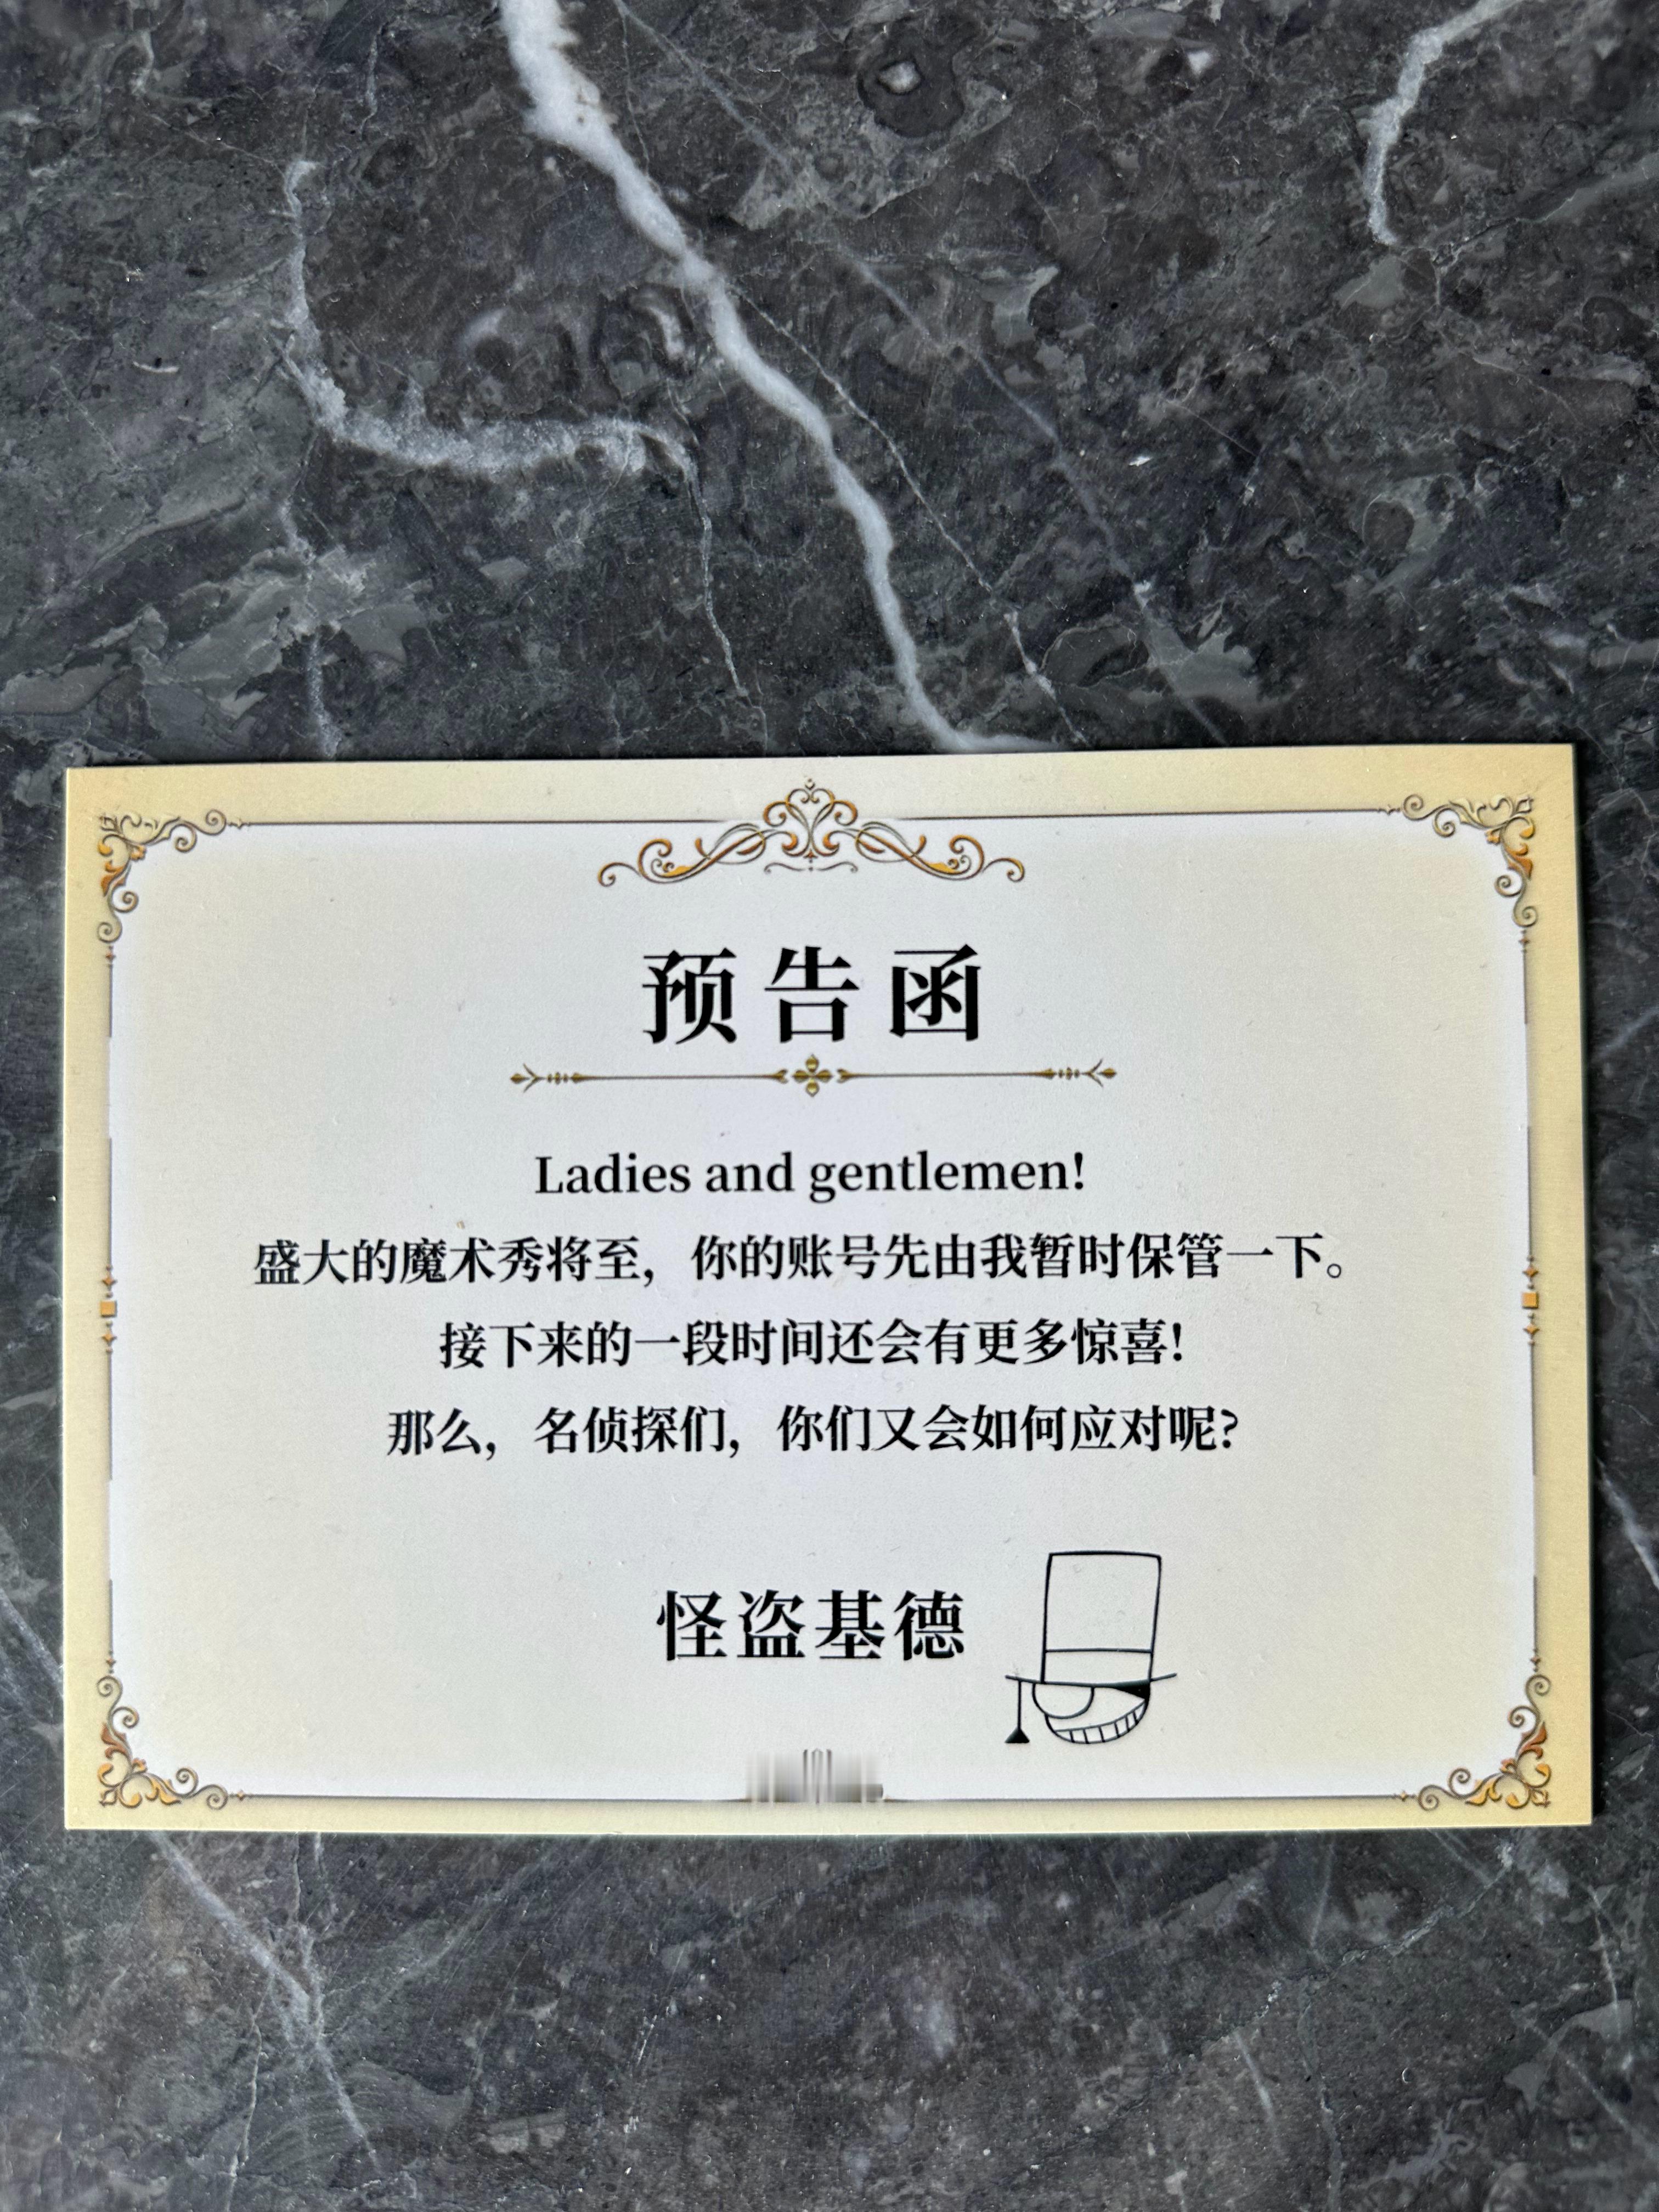 预告函
Ladies and gentlemen!
盛大的魔术秀将至，你的账号先由我暂时保管一下。
接下来的一段时间还会有更多惊喜！
那么，名侦探们，你们又会如何应对呢？
怪盗基德